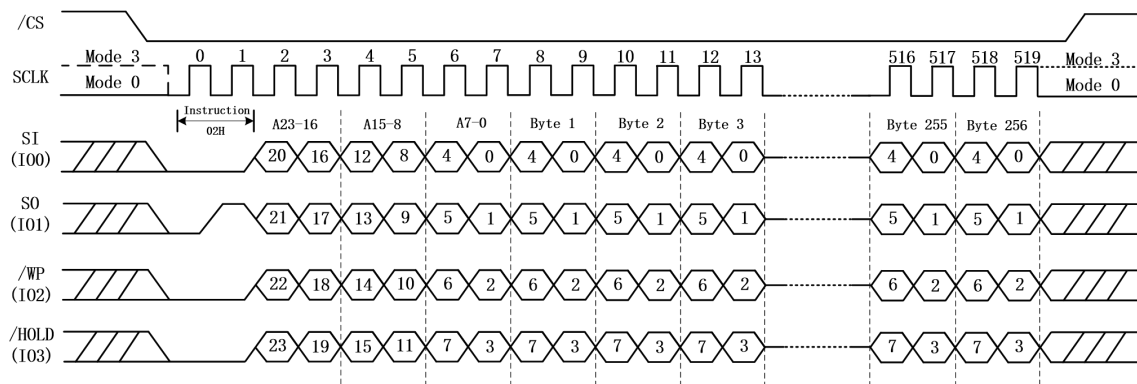 /CS
Mode 3 0 1 2 3 4 5 6 7 8 9 10 11 12 13 516 517 518 519 Mode 3
SCLK
Mode 0 Mode 0
Instruction
02H A23-16 A15-8 A7-0 Byte 1 Byte 2 Byte 3 Byte 255 Byte 256
SI
(IO0) 20 16 12 8 4 0 4 0 4 0 4 0 4 0 4 0
SO
(IO1) 21 17 13 9 5 1 5 1 5 1 5 1 5 1 5 1
/WP
(IO2) 22 18 14 10 6 2 6 2 6 2 6 2 6 2 6 2
/HOLD
(IO3) 23 19 15 11 7 3 7 3 7 3 7 3 7 3 7 3